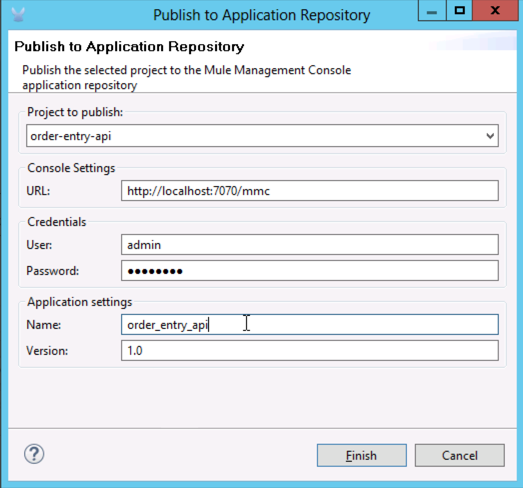 Publish to Application Repository
Publish to Application Repository
Publish the selected project to the Mule Management Console
application repository
Project to publish:
order-entry-api
Console Settings
URL: http://localhost:7070/mmc
Credentials
User: admin
Password: ●●●●●●●●
Application settings
Name: order_entry_api
Version: 1.0
? Finish Cancel